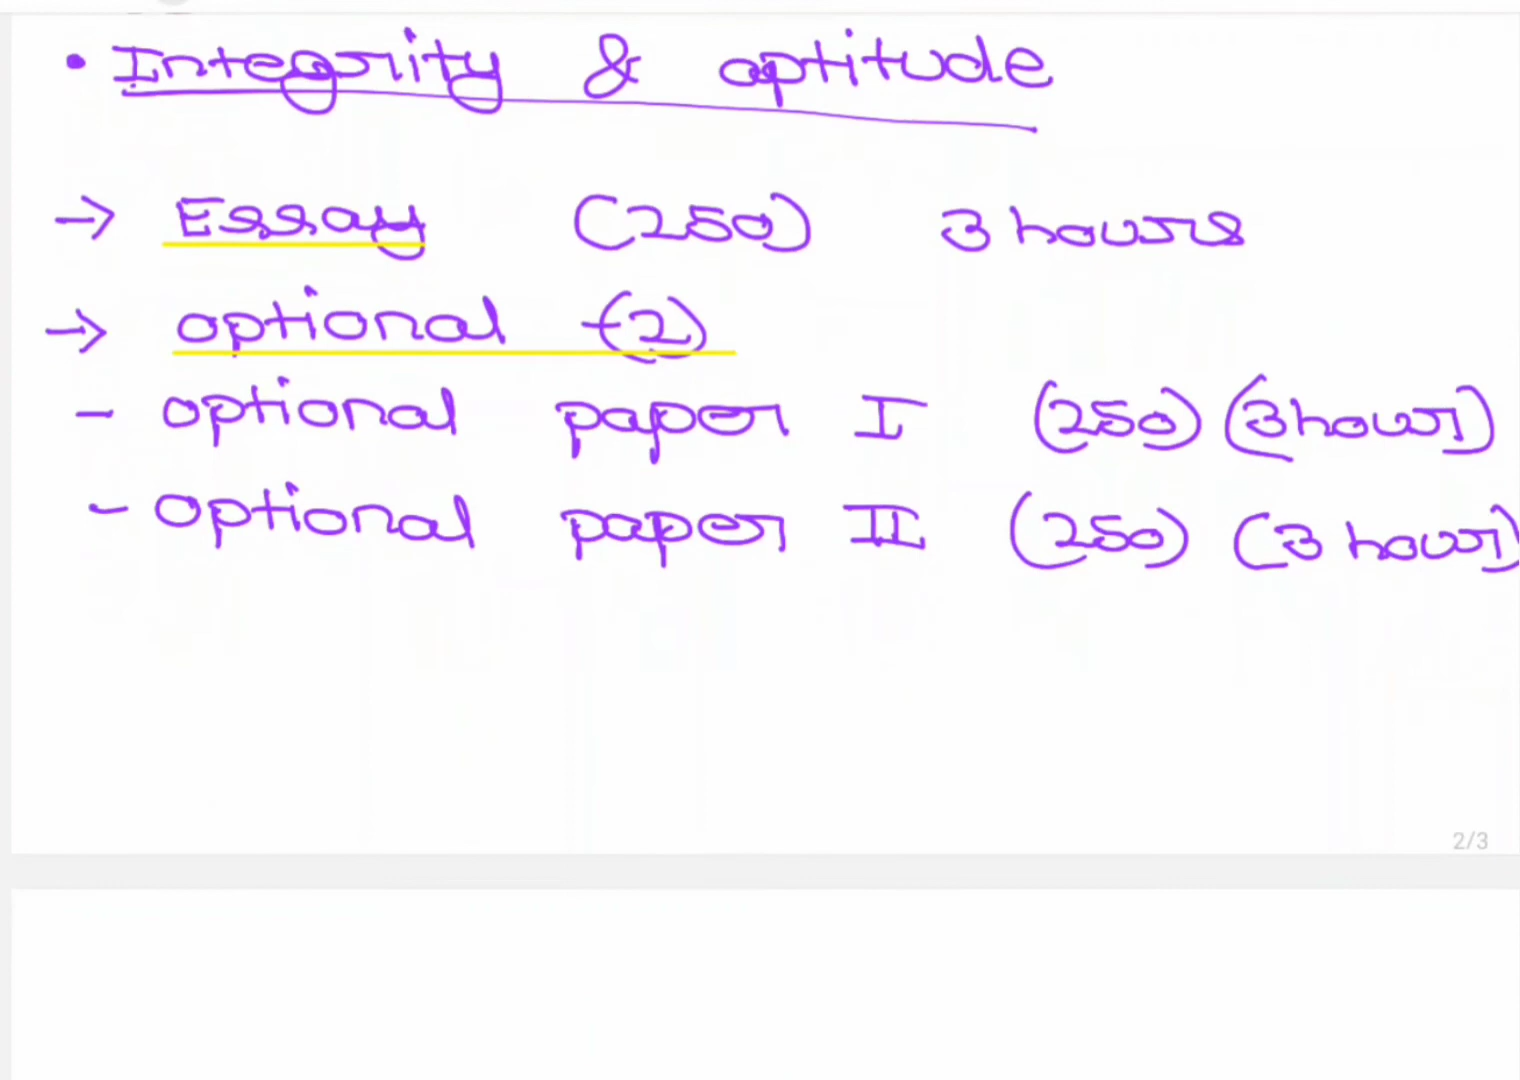 • Integrity & aptitude
→ Essay (250) 3 hours
→ optional -(2)
- optional paper I (250) (3 hour)
- optional paper II (250) (3 hour)
2/3